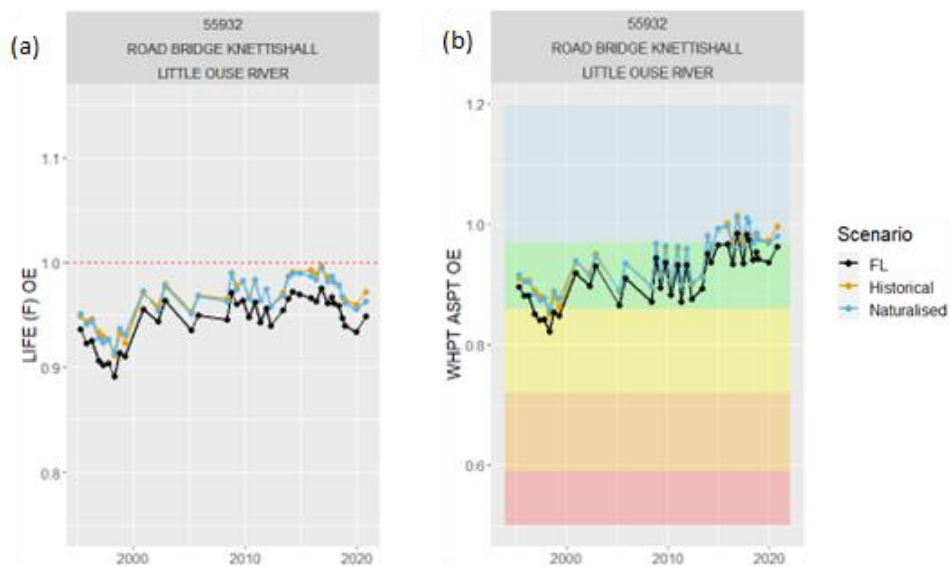 (a)
55932
ROAD BRIDGE KNETTISHALL
LITTLE OUSE RIVER
LIFE (F) OE
1.1
1.0
0.9
0.8
2000
2010
2020
(b)
55932
ROAD BRIDGE KNETTISHALL
LITTLE OUSE RIVER
WHPT ASPT OE
1.2
1.0
0.8
0.6
2000
2010
2020
Scenario
FL
Historical
Naturalised